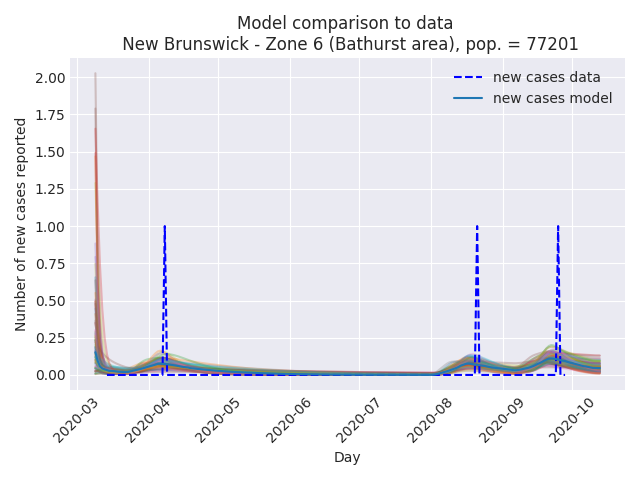 Model comparison to data
New Brunswick - Zone 6 (Bathurst area), pop. = 77201
new cases data
new cases model
Number of new cases reported
2.00
1.75
1.50
1.25
1.00
0.75
0.50
0.25
0.00
2020-03
2020-04
2020-05
2020-06
2020-07
2020-08
2020-09
2020-10
Day